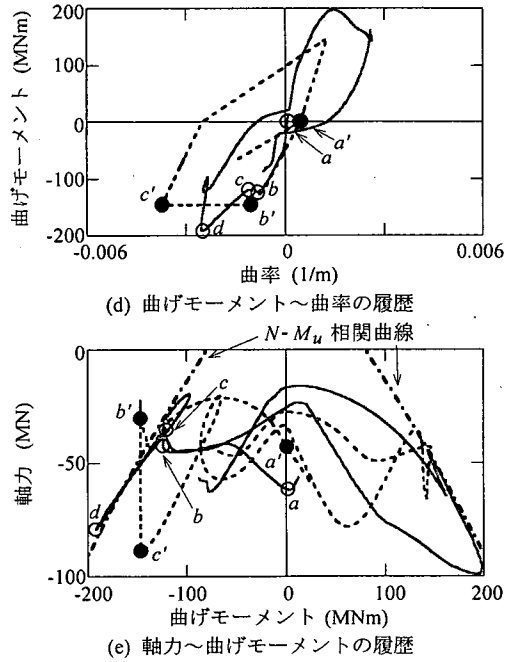 200
100
0
-100
-200
曲げモーメント (MNm)
a'
a
c
b
c'
b'
d
-0.006
0
0.006
曲率 (1/m)
(d) 曲げモーメント～曲率の履歴
N-Mu 相関曲線
0
-50
-100
軸力 (MN)
b'
c
a'
a
d
b
c'
-200
-100
0
100
200
曲げモーメント (MNm)
(e) 軸力～曲げモーメントの履歴